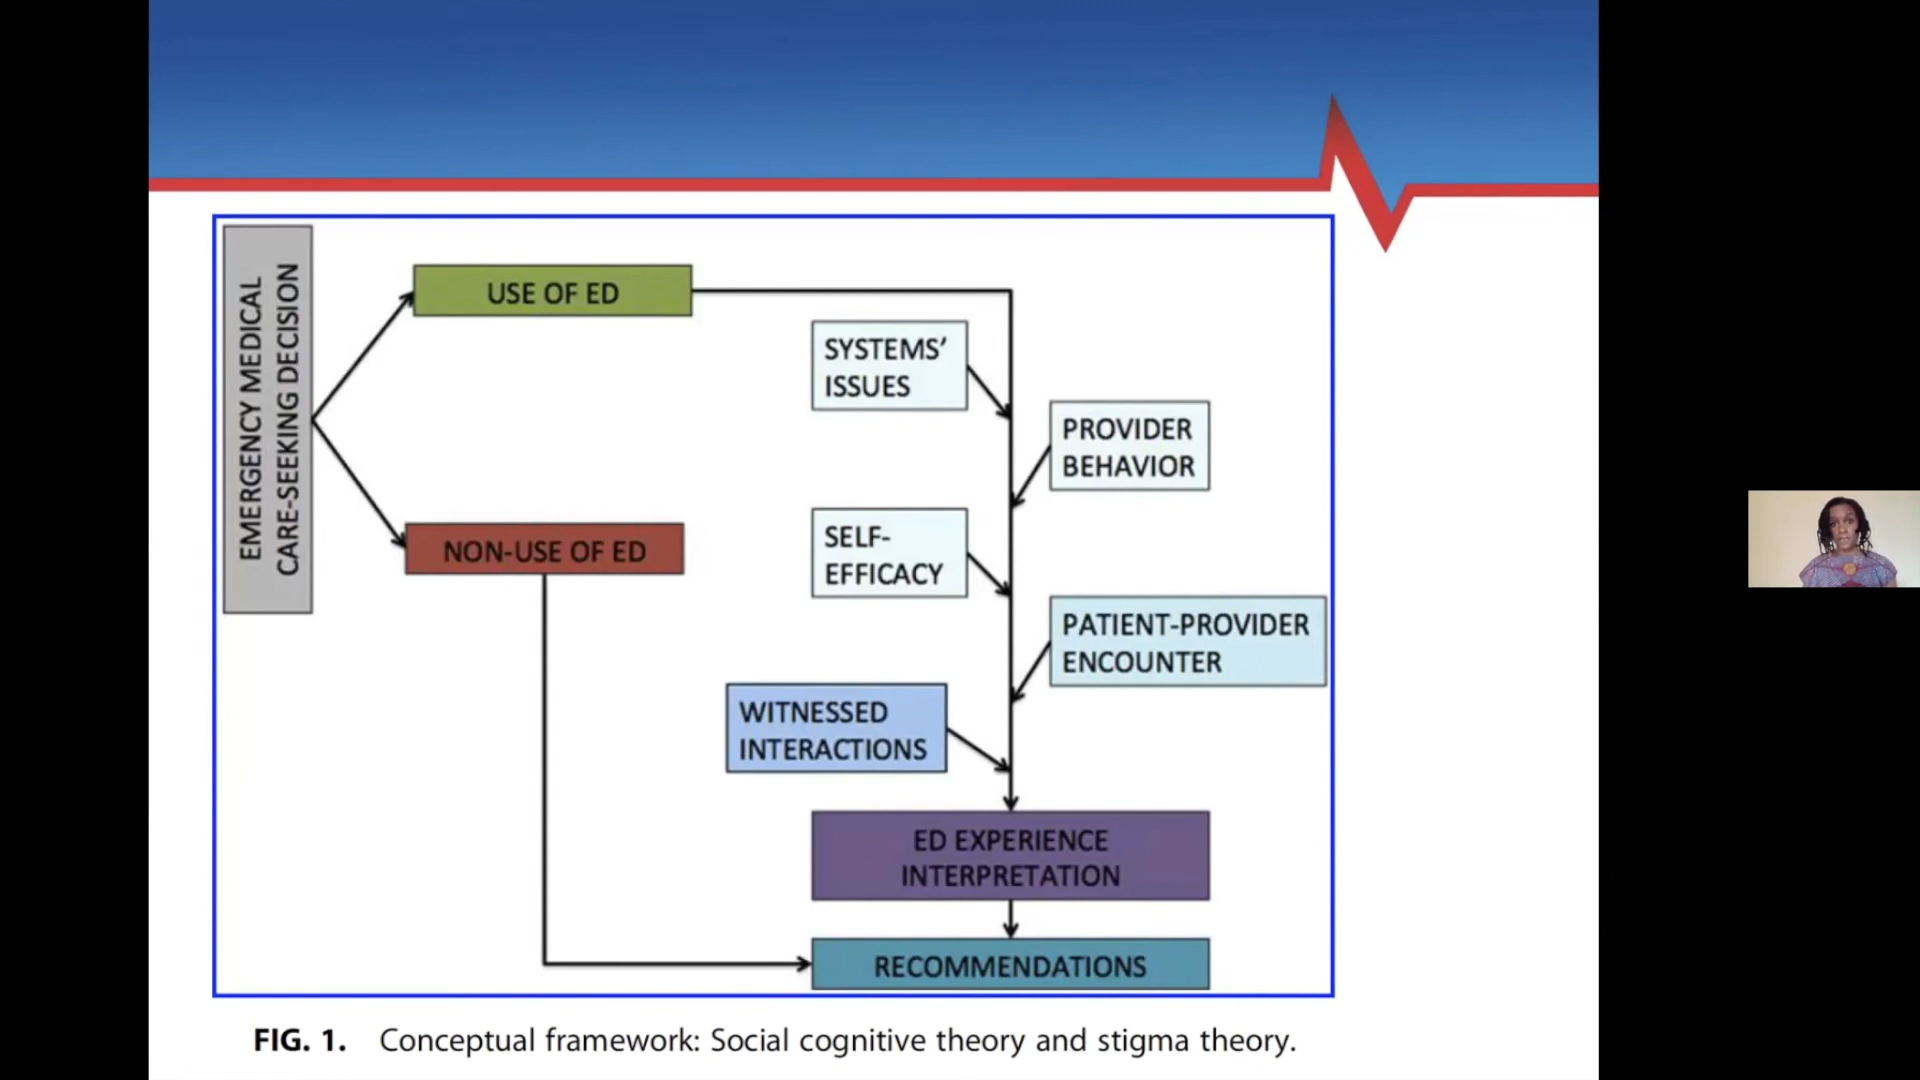 EMERGENCY MEDICAL
CARE-SEEKING DECISION
USE OF ED
SYSTEMS’
ISSUES
PROVIDER
BEHAVIOR
NON-USE OF ED
SELF-
EFFICACY
PATIENT-PROVIDER
ENCOUNTER
WITNESSED
INTERACTIONS
ED EXPERIENCE
INTERPRETATION
RECOMMENDATIONS
FIG. 1. Conceptual framework: Social cognitive theory and stigma theory.